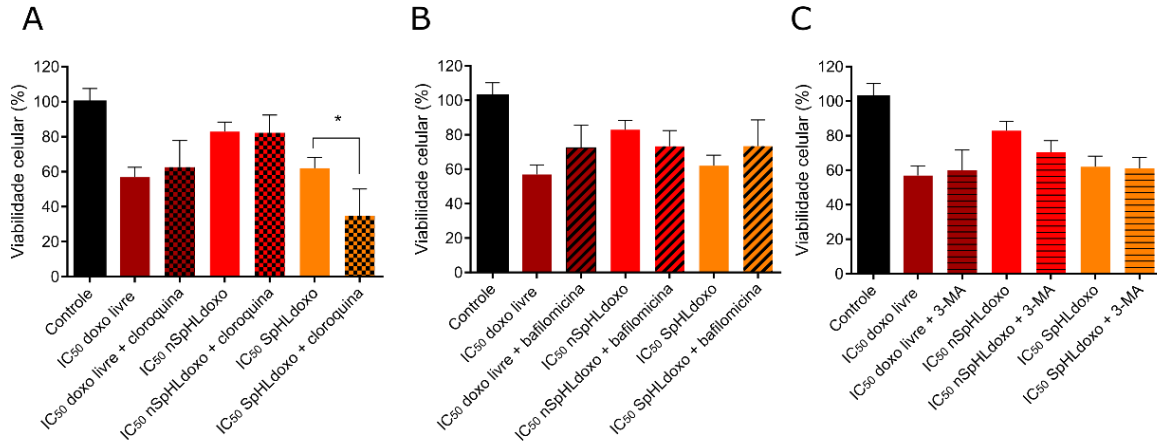 A
Viabilidade celular (%)
120
100
80
60
40
20
0
*
Controle
IC₅₀ doxo livre
IC₅₀ doxo livre + cloroquina
IC₅₀ nSpHLdoxo
IC₅₀ nSpHLdoxo + cloroquina
IC₅₀ SpHLdoxo
IC₅₀ SpHLdoxo + cloroquina
B
Viabilidade celular (%)
120
100
80
60
40
20
0
Controle
IC₅₀ doxo livre
IC₅₀ doxo livre + bafilomicina
IC₅₀ nSpHLdoxo
IC₅₀ nSpHLdoxo + bafilomicina
IC₅₀ SpHLdoxo
IC₅₀ SpHLdoxo + bafilomicina
C
Viabilidade celular (%)
120
100
80
60
40
20
0
Controle
IC₅₀ doxo livre
IC₅₀ doxo livre + 3-MA
IC₅₀ nSpHLdoxo
IC₅₀ nSpHLdoxo + 3-MA
IC₅₀ SpHLdoxo
IC₅₀ SpHLdoxo + 3-MA